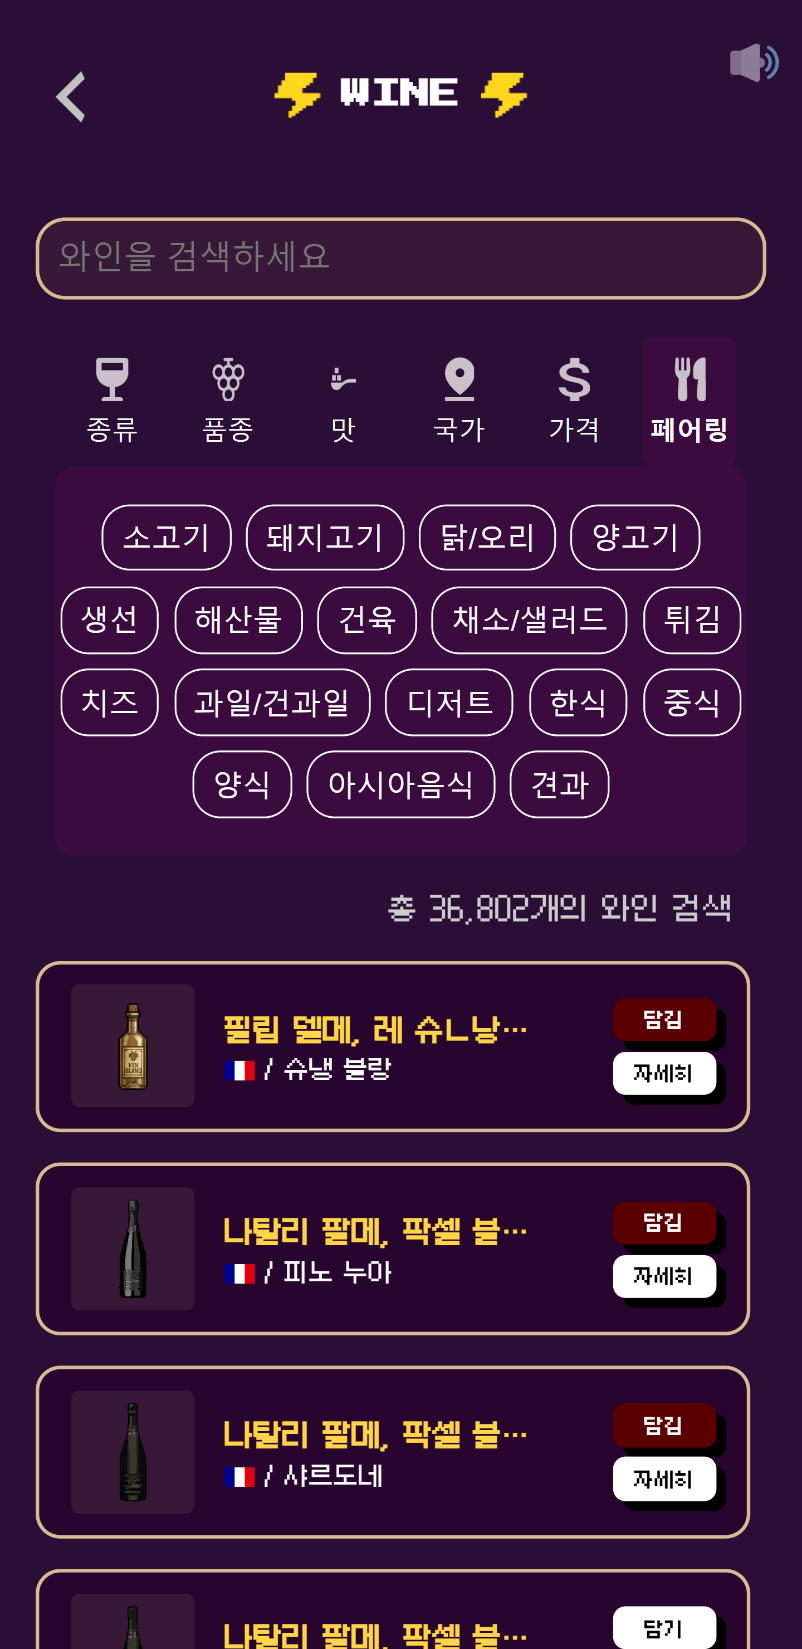 WINE
와인을 검색하세요
종류 품종 맛 국가 가격 페어링
소고기 돼지고기 닭/오리 양고기
생선 해산물 건육 채소/샐러드 튀김
치즈 과일/건과일 디저트 한식 중식
양식 아시아음식 견과
총 36,802개의 와인 검색
필립 델메, 레 슈ㄴ낭…
담김
/ 슈냉 블랑
자세히
나탈리 팔메, 팍셀 블…
담김
/ 피노 누아
자세히
나탈리 팔메, 팍셀 블…
담김
/ 샤르도네
자세히
나탈리 팔메, 팍셀 블…
담기